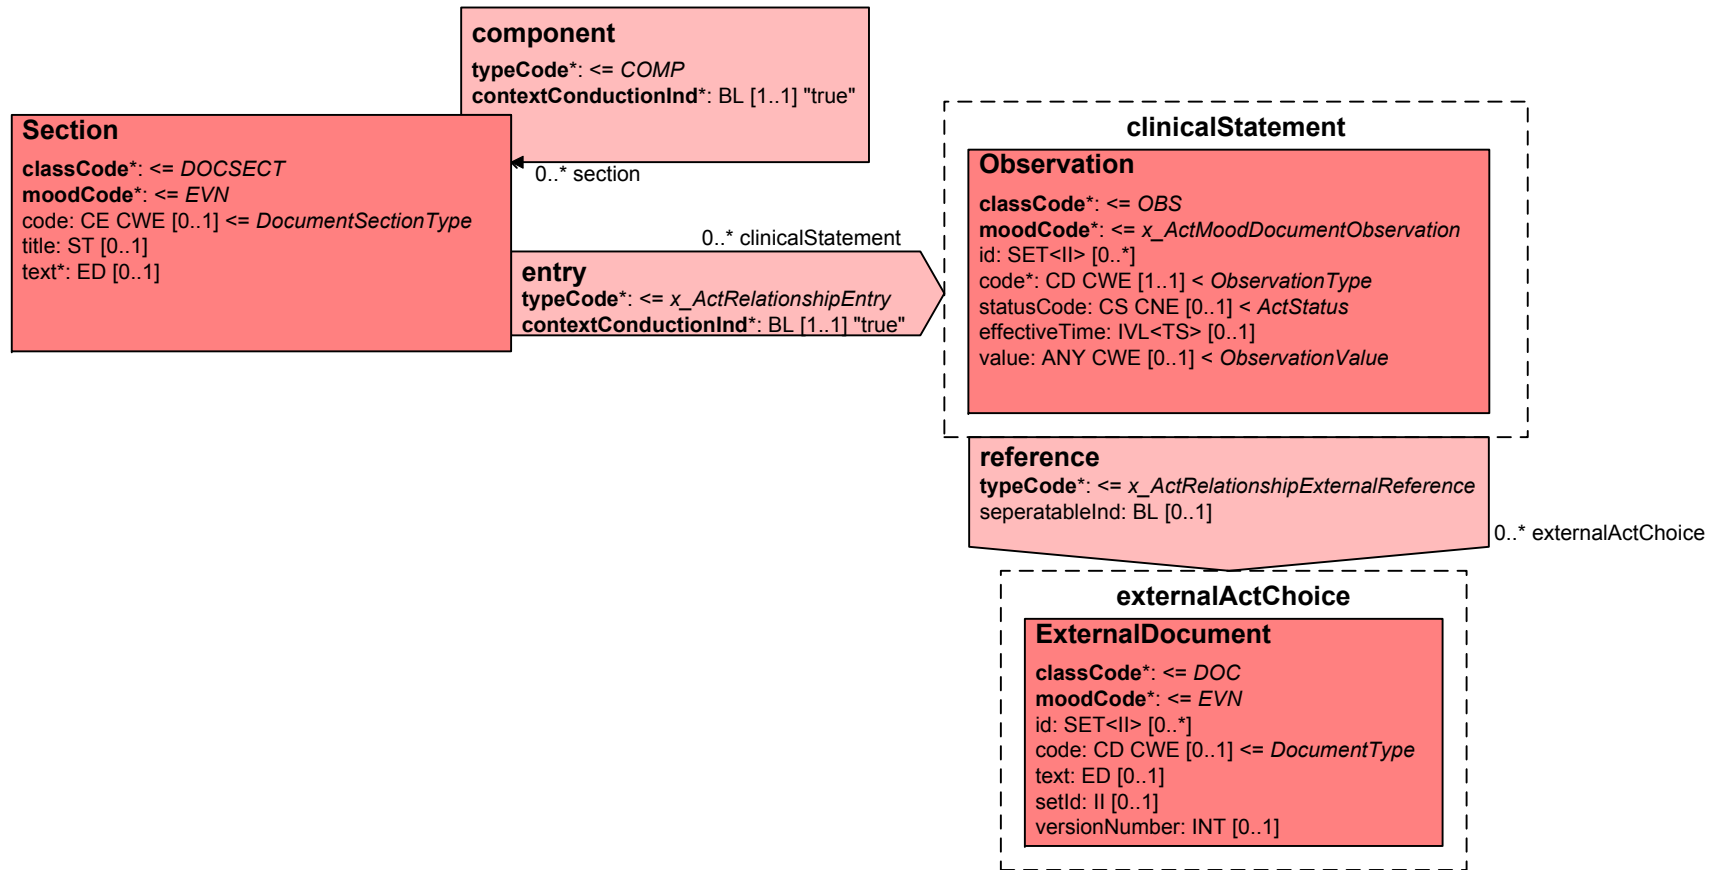 component
typeCode*: <= COMP
contextConductionInd*: BL [1..1] "true"
0..* section
Section
classCode*: <= DOCSECT
moodCode*: <= EVN
code: CE CWE [0..1] <= DocumentSectionType
title: ST [0..1]
text*: ED [0..1]
0..* clinicalStatement
entry
typeCode*: <= x_ActRelationshipEntry
contextConductionInd*: BL [1..1] "true"
clinicalStatement
Observation
classCode*: <= OBS
moodCode*: <= x_ActMoodDocumentObservation
id: SET<II> [0..*]
code*: CD CWE [1..1] < ObservationType
statusCode: CS CNE [0..1] < ActStatus
effectiveTime: IVL<TS> [0..1]
value: ANY CWE [0..1] < ObservationValue
reference
typeCode*: <= x_ActRelationshipExternalReference
seperatableInd: BL [0..1]
0..* externalActChoice
externalActChoice
ExternalDocument
classCode*: <= DOC
moodCode*: <= EVN
id: SET<II> [0..*]
code: CD CWE [0..1] <= DocumentType
text: ED [0..1]
setId: II [0..1]
versionNumber: INT [0..1]